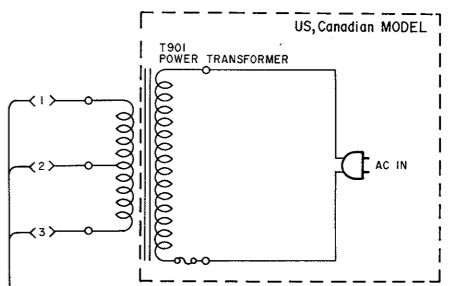 US, Canadian MODEL
T901
POWER TRANSFORMER
1
2
AC IN
3